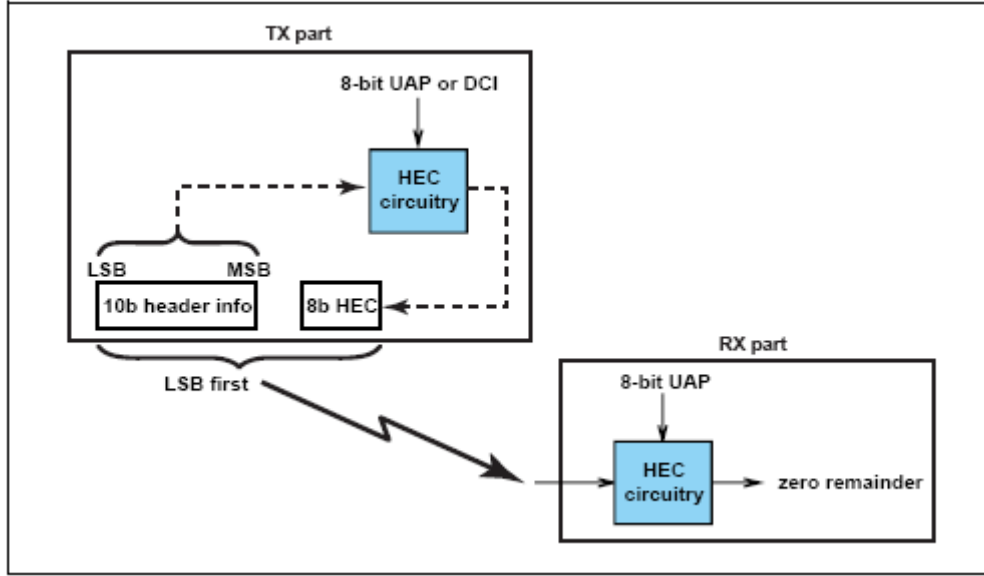 TX part
8-bit UAP or DCI
HEC
circuitry
LSB
MSB
10b header info
8b HEC
LSB first
RX part
8-bit UAP
HEC
circuitry
zero remainder